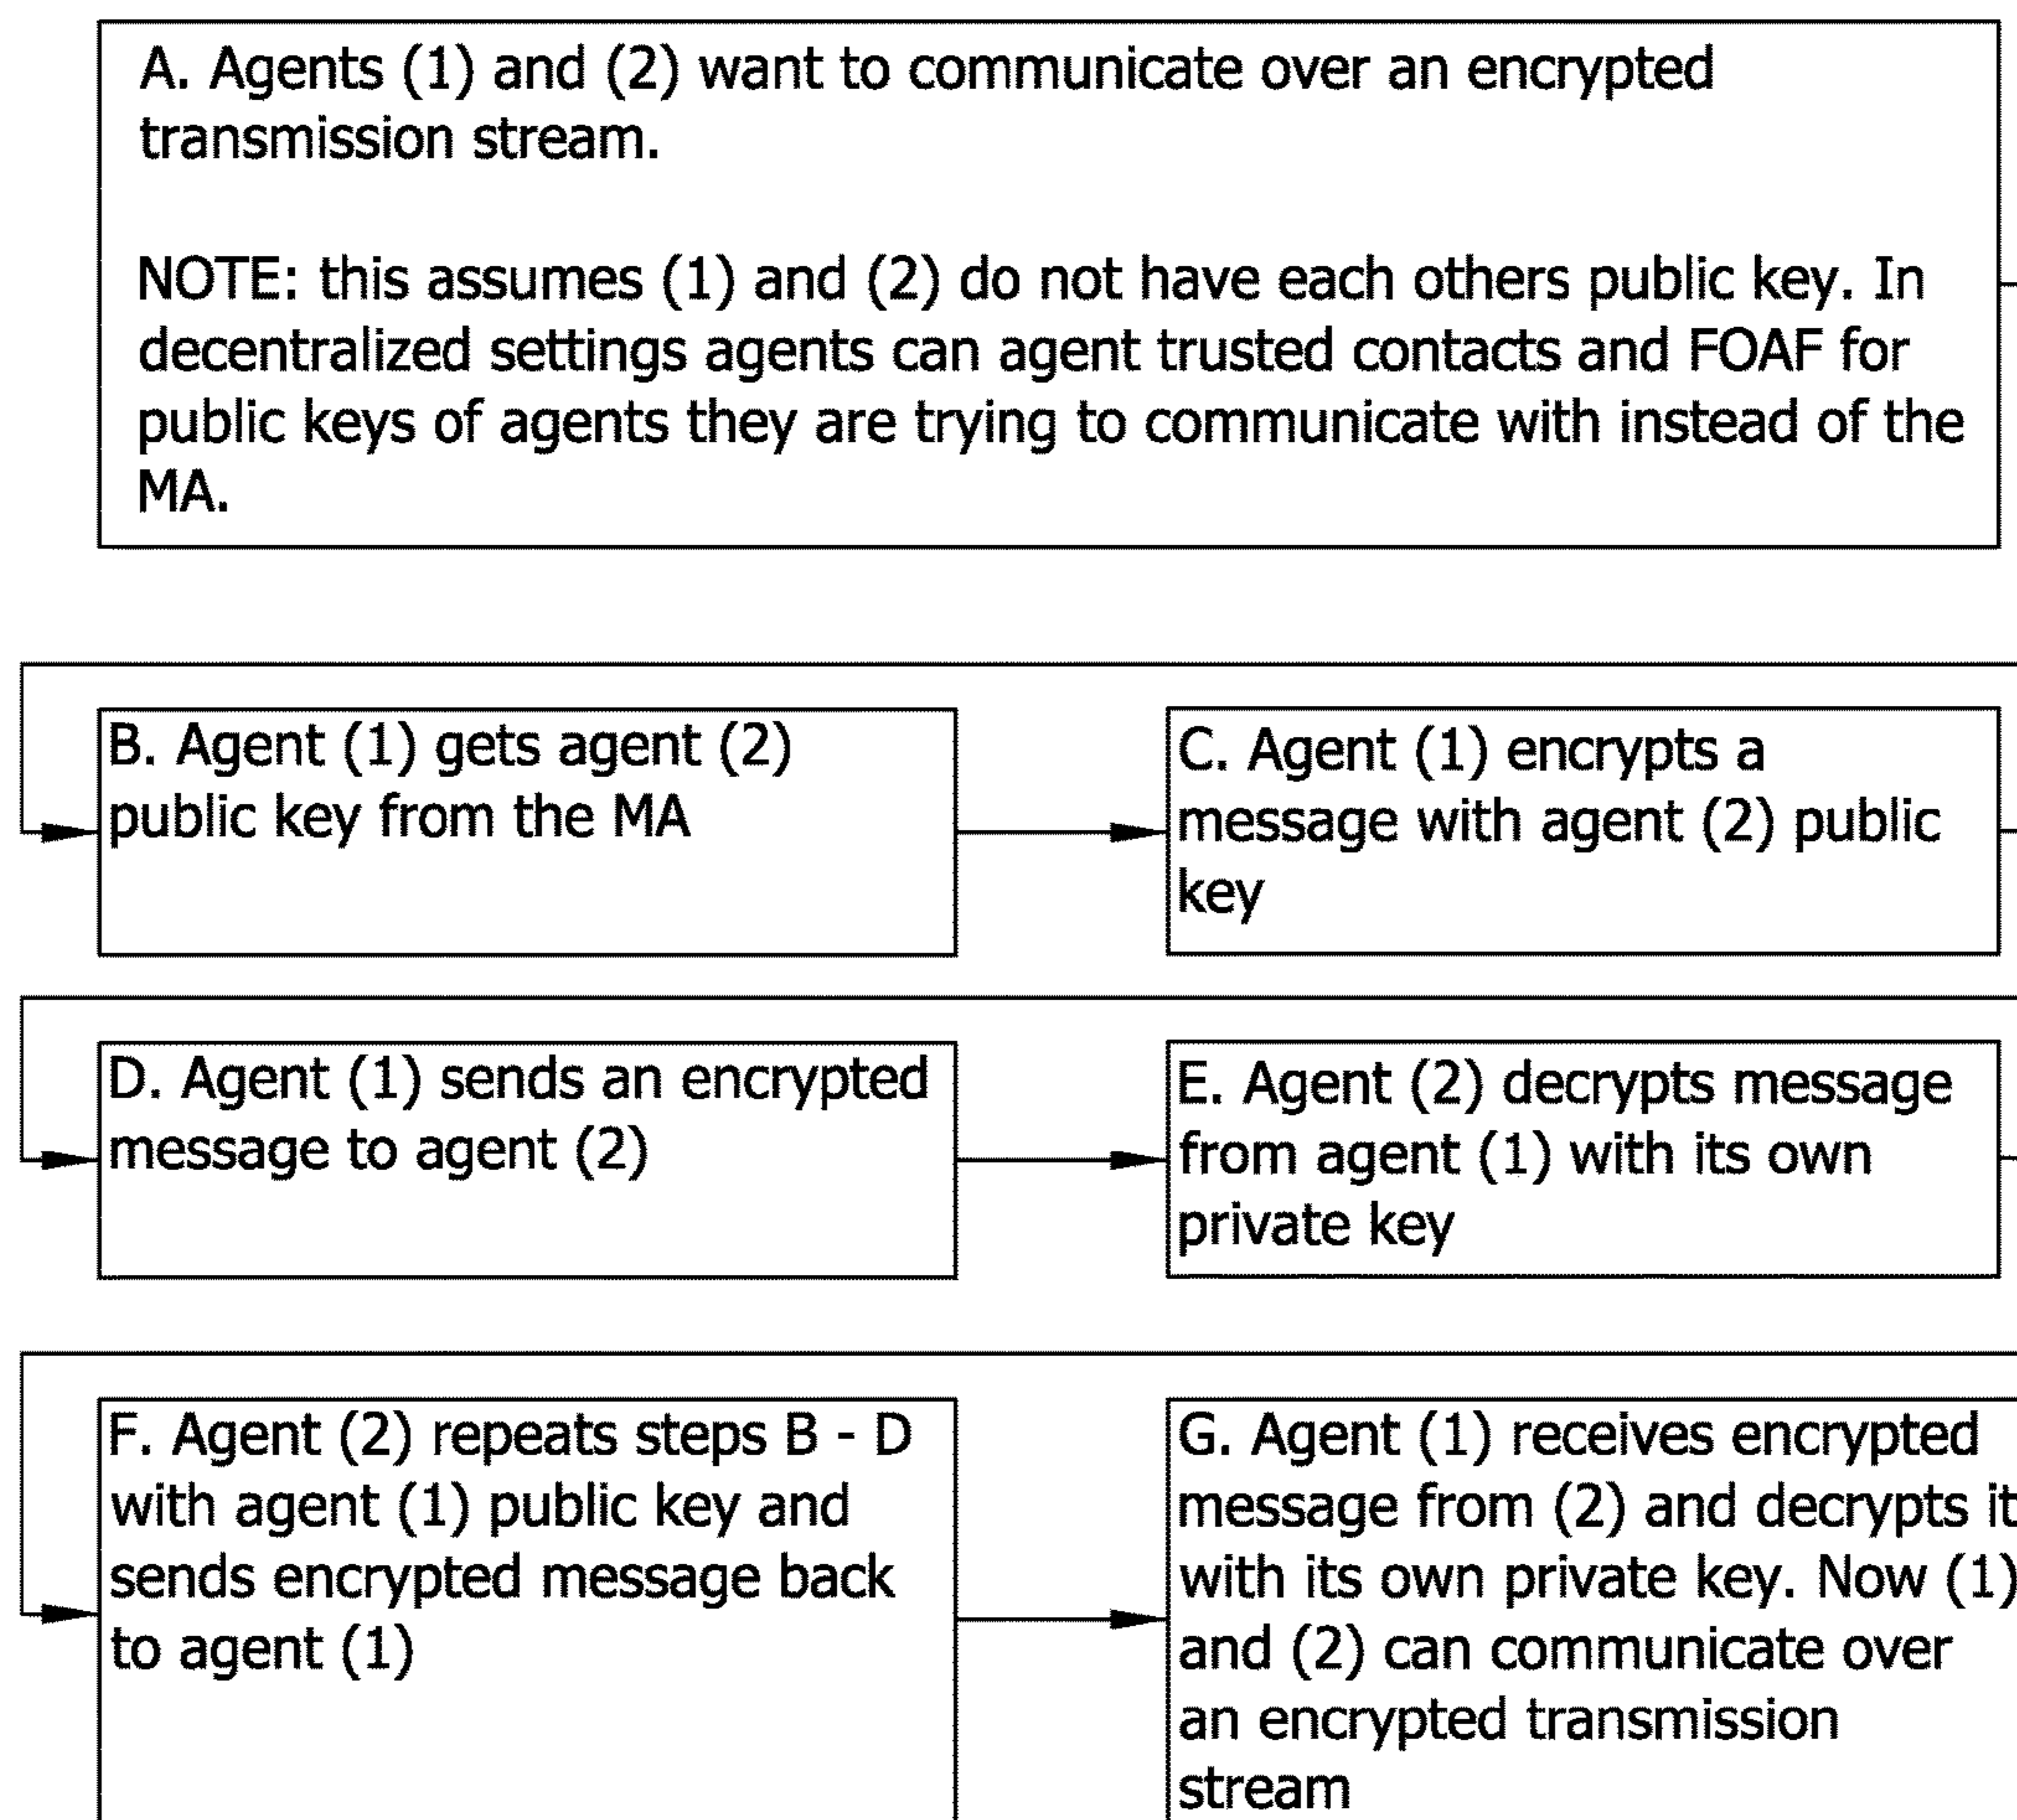 A. Agents (1) and (2) want to communicate over an encrypted
transmission stream.
NOTE: this assumes (1) and (2) do not have each others public key. In
decentralized settings agents can agent trusted contacts and FOAF for
public keys of agents they are trying to communicate with instead of the
MA.
B. Agent (1) gets agent (2)
public key from the MA
C. Agent (1) encrypts a
message with agent (2) public
key
D. Agent (1) sends an encrypted
message to agent (2)
E. Agent (2) decrypts message
from agent (1) with its own
private key
F. Agent (2) repeats steps B - D
with agent (1) public key and
sends encrypted message back
to agent (1)
G. Agent (1) receives encrypted
message from (2) and decrypts it
with its own private key. Now (1)
and (2) can communicate over
an encrypted transmission
stream